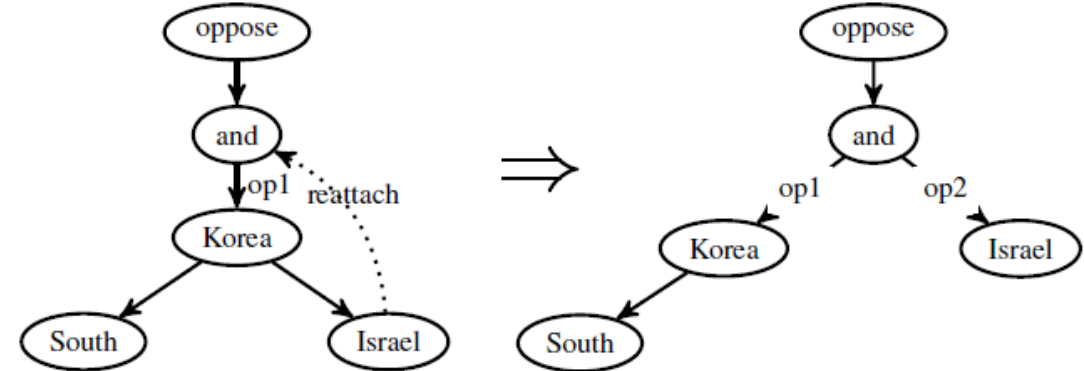 oppose
and
op1
reattach
Korea
South
Israel
oppose
and
op1
op2
Korea
Israel
South